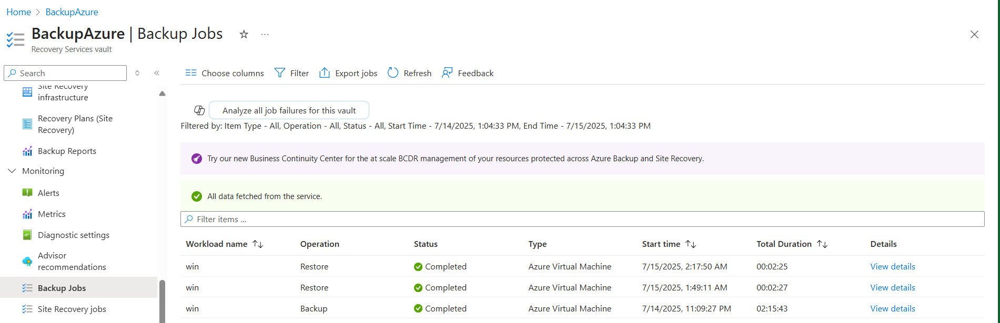 Home > BackupAzure
BackupAzure | Backup Jobs
Recovery Services vault
Search
Site Recovery
infrastructure
Recovery Plans (Site
Recovery)
Backup Reports
Monitoring
Alerts
Metrics
Diagnostic settings
Advisor
recommendations
Backup Jobs
Site Recovery jobs
Choose columns Filter Export jobs Refresh Feedback
Analyze all job failures for this vault
Filtered by: Item Type - All, Operation - All, Status - All, Start Time - 7/14/2025, 1:04:33 PM, End Time - 7/15/2025, 1:04:33 PM
Try our new Business Continuity Center for the at scale BCDR management of your resources protected across Azure Backup and Site Recovery.
All data fetched from the service.
Filter items ...
Workload name Operation Status Type Start time Total Duration Details
win Restore Completed Azure Virtual Machine 7/15/2025, 2:17:50 AM 00:02:25 View details
win Restore Completed Azure Virtual Machine 7/15/2025, 1:49:11 AM 00:02:27 View details
win Backup Completed Azure Virtual Machine 7/14/2025, 11:09:27 PM 02:15:43 View details